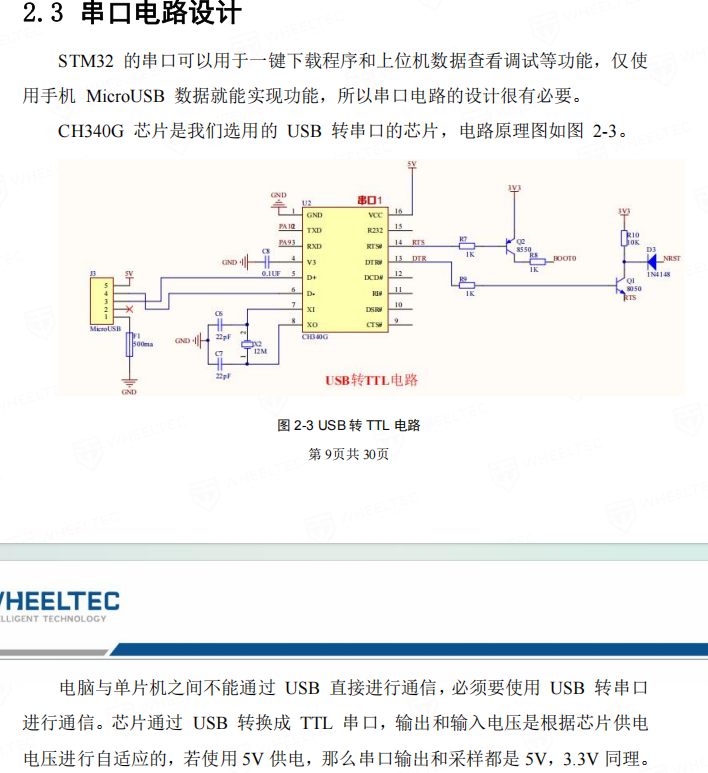 2.3 串口电路设计
STM32 的串口可以用于一键下载程序和上位机数据查看调试等功能，仅使
用手机 MicroUSB 数据就能实现功能，所以串口电路的设计很有必要。
CH340G 芯片是我们选用的 USB 转串口的芯片，电路原理图如图 2-3。
5V
GND
U2
串口1
1 GND VCC 16
PA10 2 TXD R232 15
PA9 3 RXD RTS# 14 RTS
GND C8 0.1UF 4 V3 DTR# 13 DTR
5 D+ DCD# 12
6 D- RI# 11
7 XI DSR# 10
8 XO CTS# 9
CH340G
J3
5V
5
4
3
2
1
MicroUSB
F1
500ma
GND
C6
22pF
GND
X2
12M
2
1
C7
22pF
R7
1K
R9
1K
3V3
Q2
8550
R8
1K
BOOT0
3V3
R10
10K
D3
NRST
1N4148
Q1
8050
RTS
USB转TTL电路
图 2-3 USB 转 TTL 电路
第 9页共 30页
WHEELTEC
LLIGENT TECHNOLOGY
电脑与单片机之间不能通过 USB 直接进行通信，必须要使用 USB 转串口
进行通信。芯片通过 USB 转换成 TTL 串口，输出和输入电压是根据芯片供电
电压进行自适应的，若使用 5V 供电，那么串口输出和采样都是 5V，3.3V 同理。